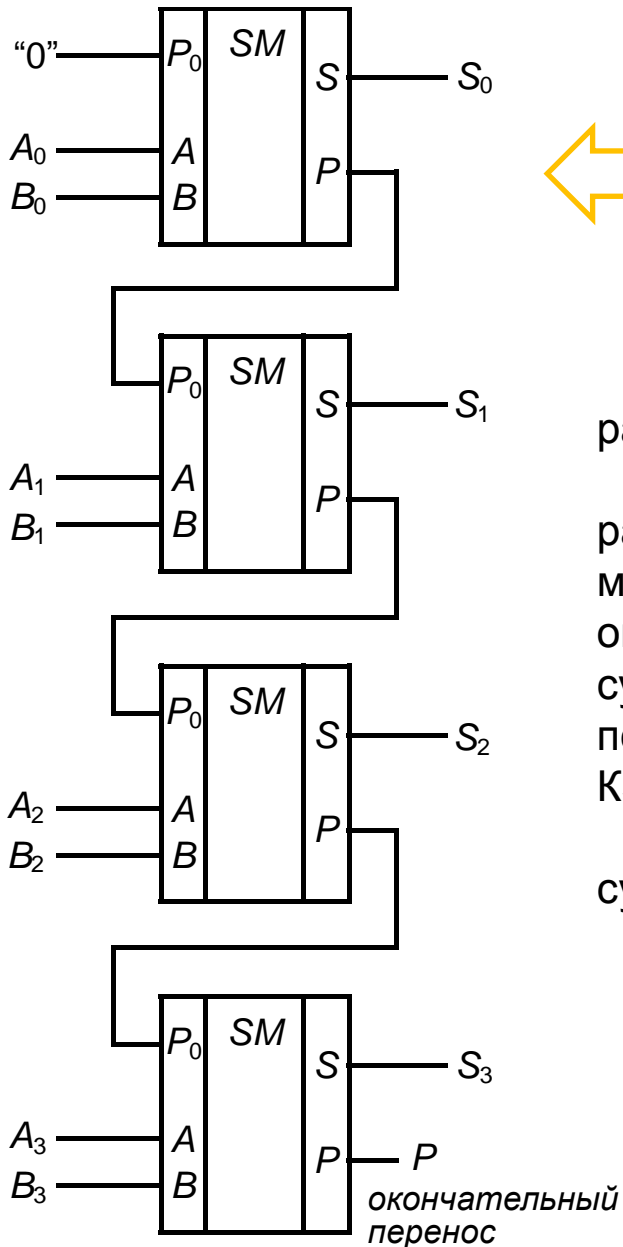 “0” P₀ SM S S₀
A₀ A P
B₀ B
P₀ SM S S₁
A₁ A P
B₁ B
P₀ SM S S₂
A₂ A P
B₂ B
P₀ SM S S₃
A₃ A P P
B₃ B
окончательный
перенос